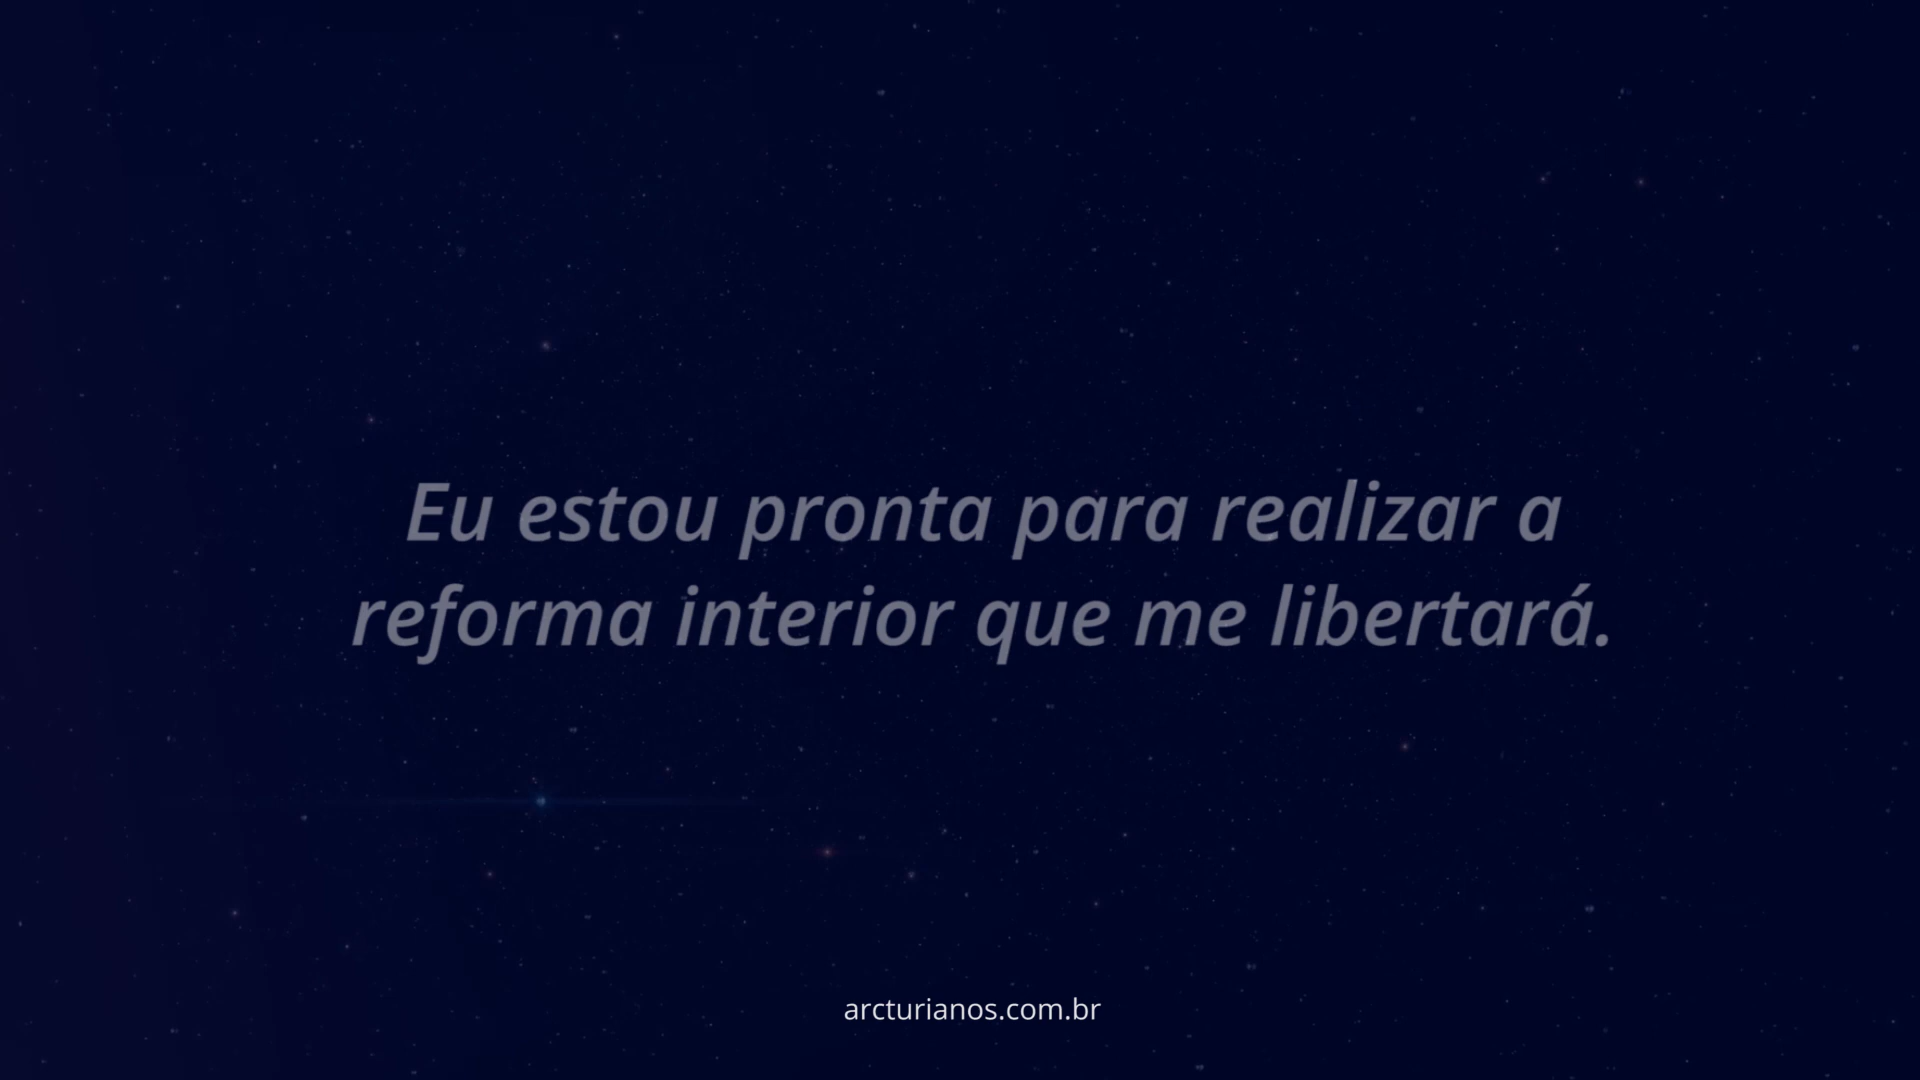 Eu estou pronta para realizar a
reforma interior que me libertará.
arcturianos.com.br